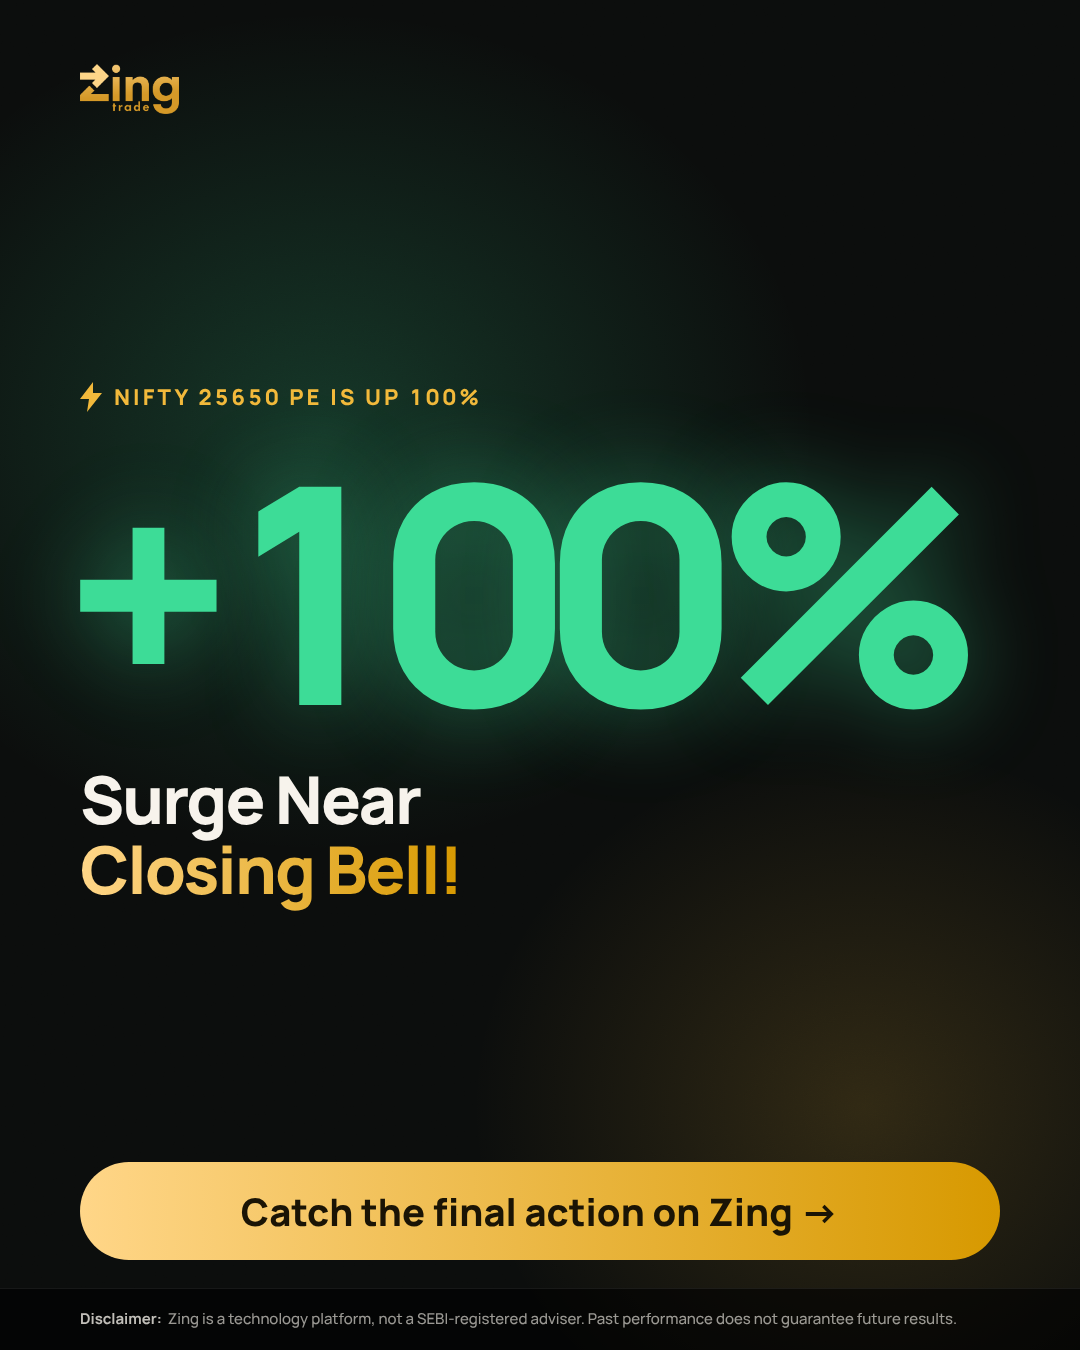 Zing
trade
NIFTY 25650 PE IS UP 100%
+100%
Surge Near
Closing Bell!
Catch the final action on Zing →
Disclaimer: Zing is a technology platform, not a SEBI-registered adviser. Past performance does not guarantee future results.